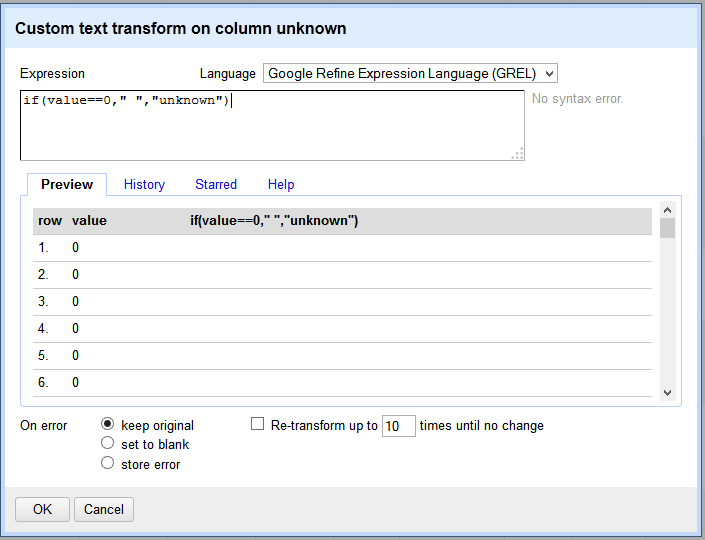 Custom text transform on column unknown
Expression Language Google Refine Expression Language (GREL)
if(value==0," ","unknown")
No syntax error.
Preview History Starred Help
row value if(value==0," ","unknown")
1. 0
2. 0
3. 0
4. 0
5. 0
6. 0
On error keep original Re-transform up to 10 times until no change
set to blank
store error
OK Cancel